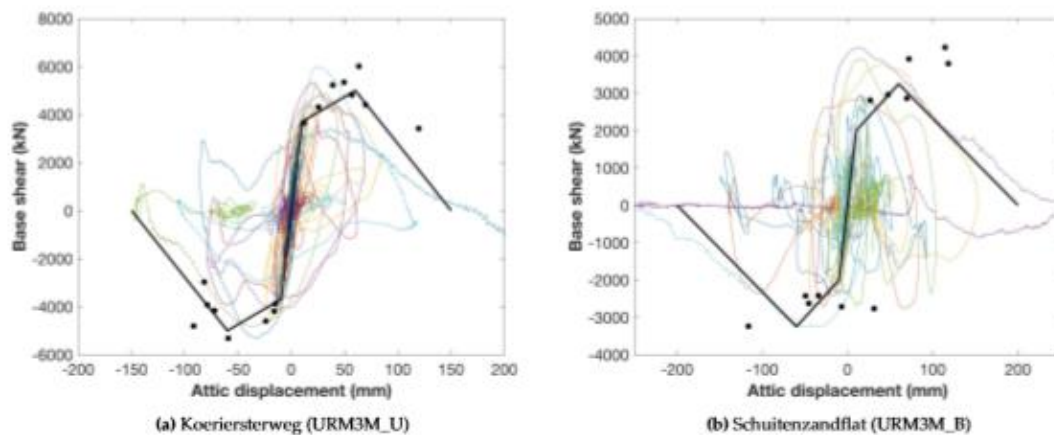 8000
6000
4000
2000
0
-2000
-4000
-6000
Base shear (kN)
-200 -150 -100 -50 0 50 100 150 200
Attic displacement (mm)
(a) Koeriersterweg (URM3M_U)
5000
4000
3000
2000
1000
0
-1000
-2000
-3000
-4000
Base shear (kN)
-200 -100 0 100 200
Attic displacement (mm)
(b) Schuitenzandflat (URM3M_B)